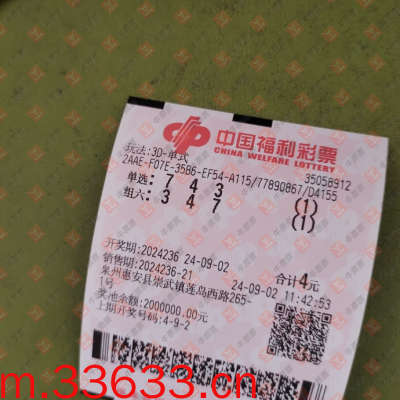 中国福利彩票
CHINA WELFARE LOTTERY
玩法:3D-单式
35058912
2AAE-F07E-3586-EF54-A115/77890867/D4155
单选: 7 4 3 (1)
组六: 3 4 7 (1)
开奖期:2024236 24-09-02
合计4元
销售期:2024236-21
24-09-02 11:42:53
泉州惠安县崇武镇莲岛西路265-
1号
奖池余额:2000000.00元
上期开奖号码:4-9-2
m.33633.cn